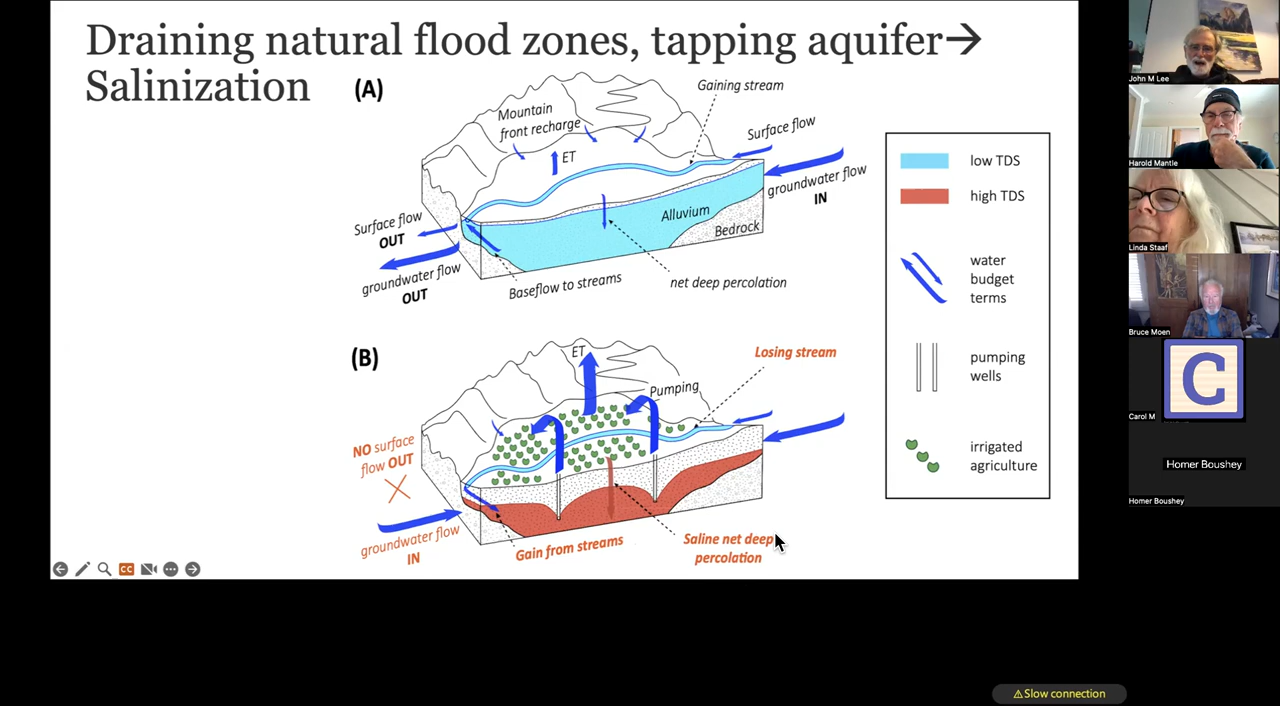 Draining natural flood zones, tapping aquifer→
Salinization
(A)
Mountain
front recharge
ET
Gaining stream
Surface flow
groundwater flow
IN
Alluvium
Bedrock
Surface flow
OUT
groundwater flow
OUT
Baseflow to streams
net deep percolation
(B)
ET
Pumping
Losing stream
NO surface
flow OUT
groundwater flow
IN
Gain from streams
Saline net deep
percolation
low TDS
high TDS
water
budget
terms
pumping
wells
irrigated
agriculture
CC
John M Lee
Harold Mantle
Linda Staaf
Bruce Moen
C
Carol M
Homer Boushey
Homer Boushey
Slow connection